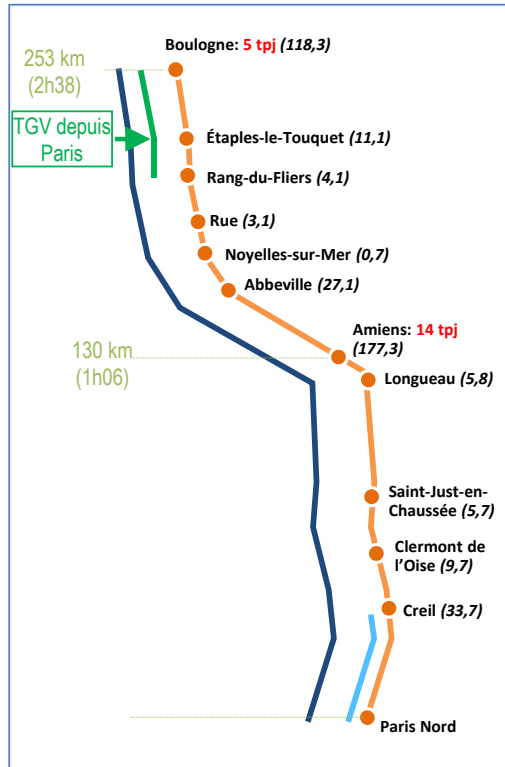 Boulogne: 5 tpj (118,3)
253 km
(2h38)
TGV depuis
Paris
Étaples-le-Touquet (11,1)
Rang-du-Fliers (4,1)
Rue (3,1)
Noyelles-sur-Mer (0,7)
Abbeville (27,1)
Amiens: 14 tpj
(177,3)
130 km
(1h06)
Longueau (5,8)
Saint-Just-en-
Chaussée (5,7)
Clermont de
l'Oise (9,7)
Creil (33,7)
Paris Nord